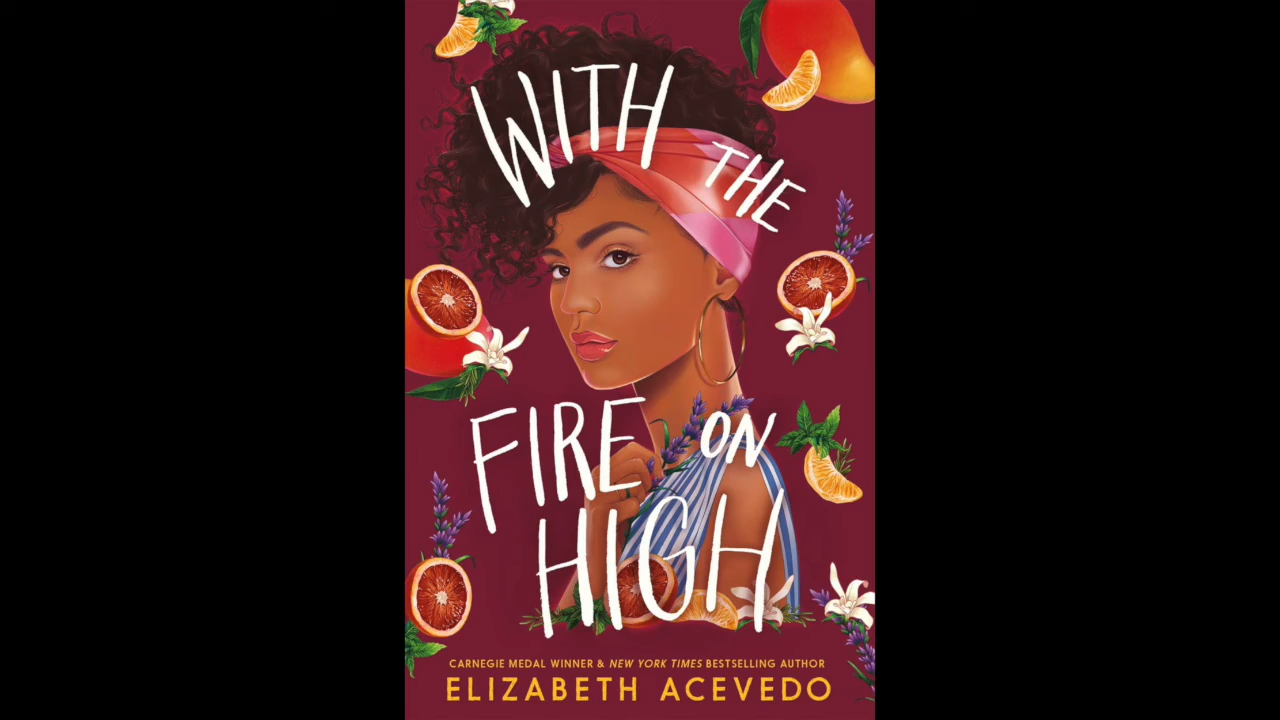 WITH THE
FIRE ON
HIGH
CARNEGIE MEDAL WINNER & NEW YORK TIMES BESTSELLING AUTHOR
ELIZABETH ACEVEDO